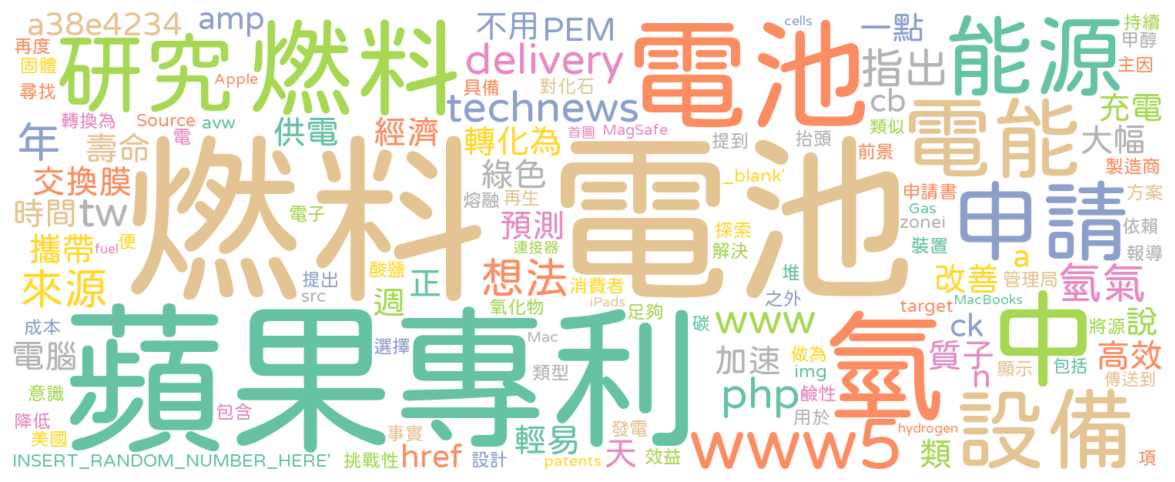 a38e4234 amp 不用 PEM cells 一點 持續
再度 研究 燃料 delivery 電池 指出 能源 甲醇
固體 Apple 具備 對化石 主因
尋找 technews cb 充電
轉換為 Source avw 供電 經濟 轉化為 首圖 MagSafe 提到 抬頭 類似 電能 大幅
年 壽命 電 前景 製造商
交換膜 燃料 綠色 電池 _blank' 申請書 申請 方案
時間 tw 電子 熔融 再生 探索 Gas 依賴
預測 zonei
攜帶 便 fuel 連接器 解決 裝置 a 報導
來源 提出 酸鹽 想法 消費者 堆 改善 管理局 氫氣
src 週 正 氧化物 iPads 足夠 之外 target MacBooks
成本 蘋果專利 Mac 碳 www 氫 ck 中 將源 說
電腦 選擇 類型 加速 做為 質子 顯示 包括 高效
意識 php img 鹼性 n 傳送到
降低 包含 用於 設備
美國 事實 輕易 發電 hydrogen
INSERT_RANDOM_NUMBER_HERE' 挑戰性 href 設計 patents 天 效益 www5 類 項